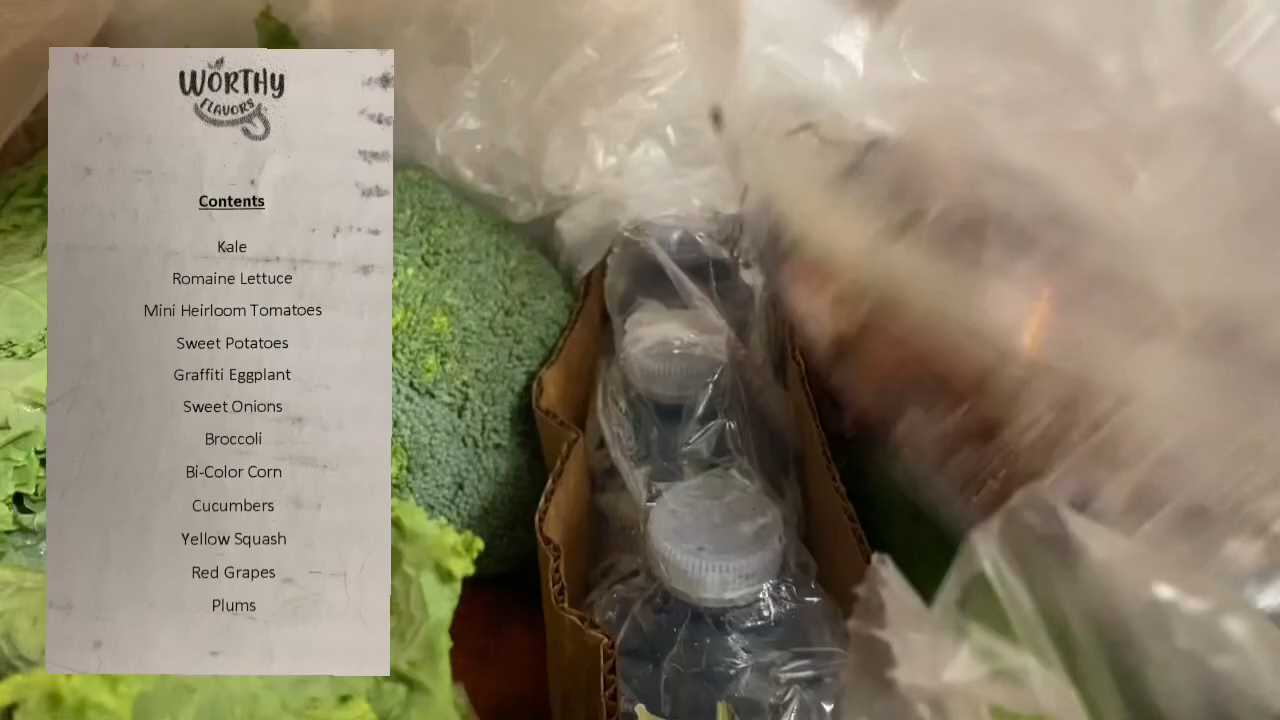 WORTHY
FLAVORS
Contents
Kale
Romaine Lettuce
Mini Heirloom Tomatoes
Sweet Potatoes
Graffiti Eggplant
Sweet Onions
Broccoli
Bi-Color Corn
Cucumbers
Yellow Squash
Red Grapes
Plums